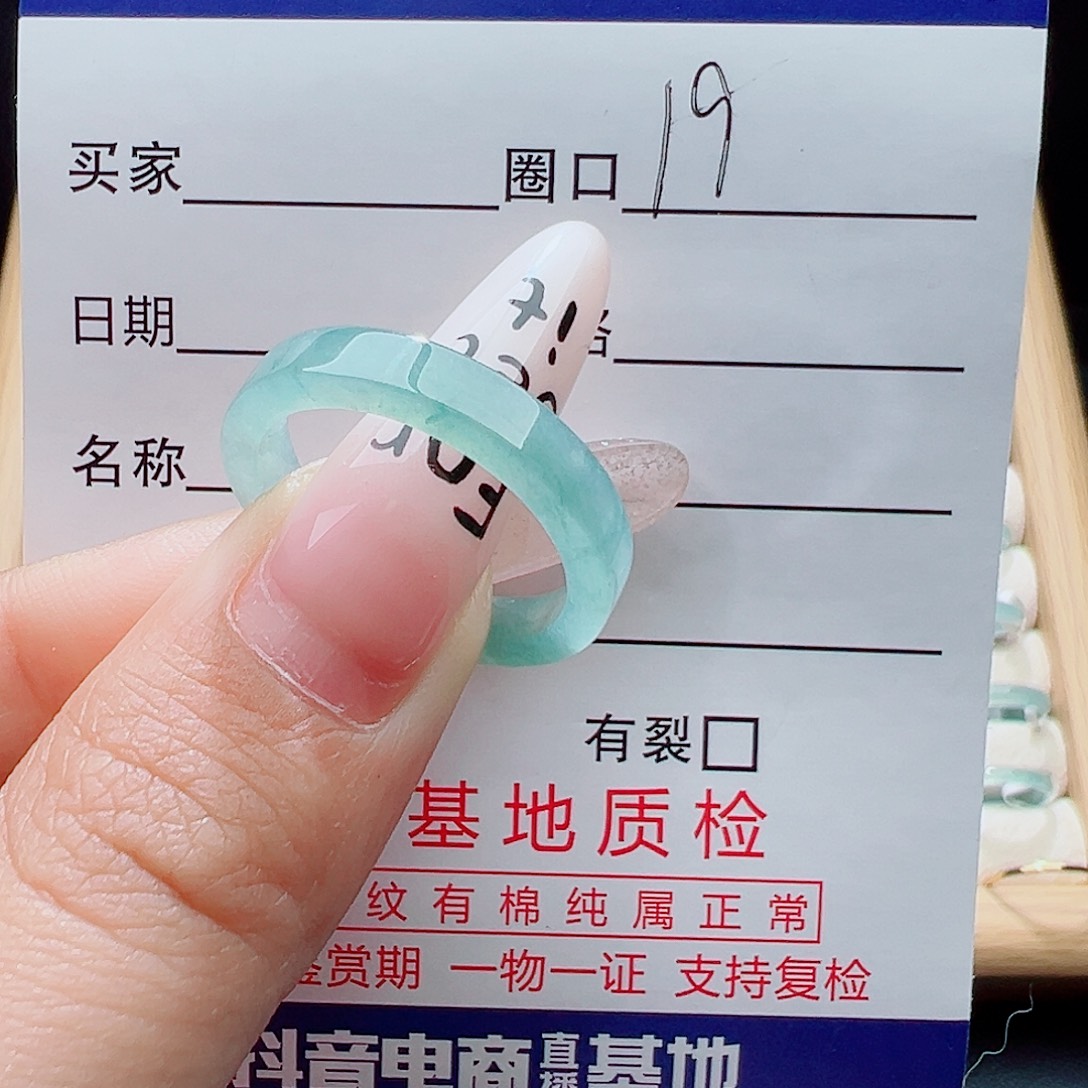 买家 圈口 19
日期
名称
有裂□
基地质检
纹有棉纯属正常
鉴赏期 一物一证 支持复检
抖音电商直播基地
For